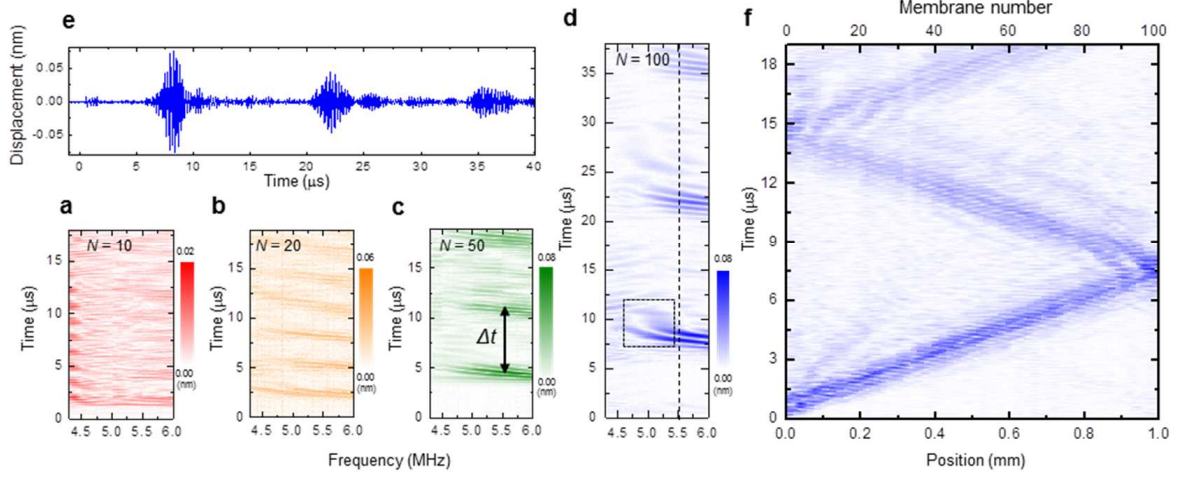 e
Displacement (nm)
0.05
0.00
-0.05
0 5 10 15 20 25 30 35 40
Time (μs)
a
N = 10
Time (μs)
15
10
5
0
4.5 5.0 5.5 6.0
0.02
0.00
(nm)
b
N = 20
Time (μs)
15
10
5
0
4.5 5.0 5.5 6.0
0.06
0.00
(nm)
c
N = 50
Δt
Time (μs)
15
10
5
0
4.5 5.0 5.5 6.0
0.08
0.00
(nm)
d
N = 100
Time (μs)
35
30
25
20
15
10
5
0
4.5 5.0 5.5 6.0
0.08
0.00
(nm)
Frequency (MHz)
f
Membrane number
0 20 40 60 80 100
Time (μs)
18
15
12
9
6
3
0
0.0 0.2 0.4 0.6 0.8 1.0
Position (mm)